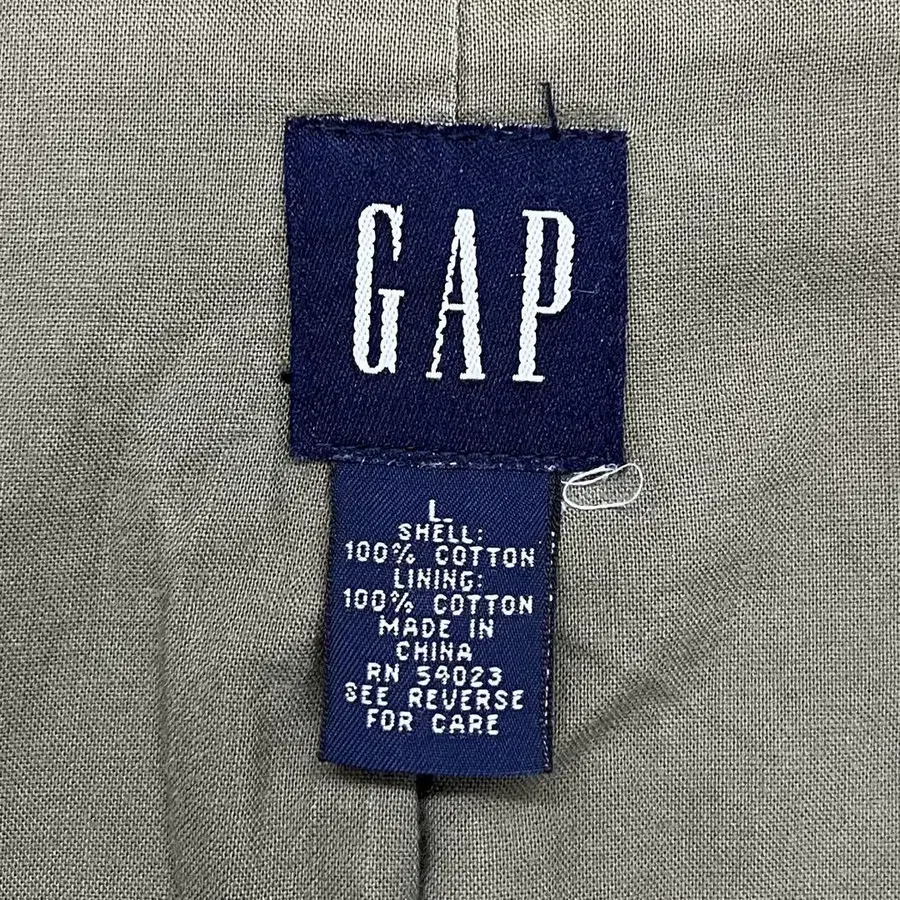 GAP
L
SHELL:
100% COTTON
LINING:
100% COTTON
MADE IN
CHINA
RN 54023
SEE REVERSE
FOR CARE